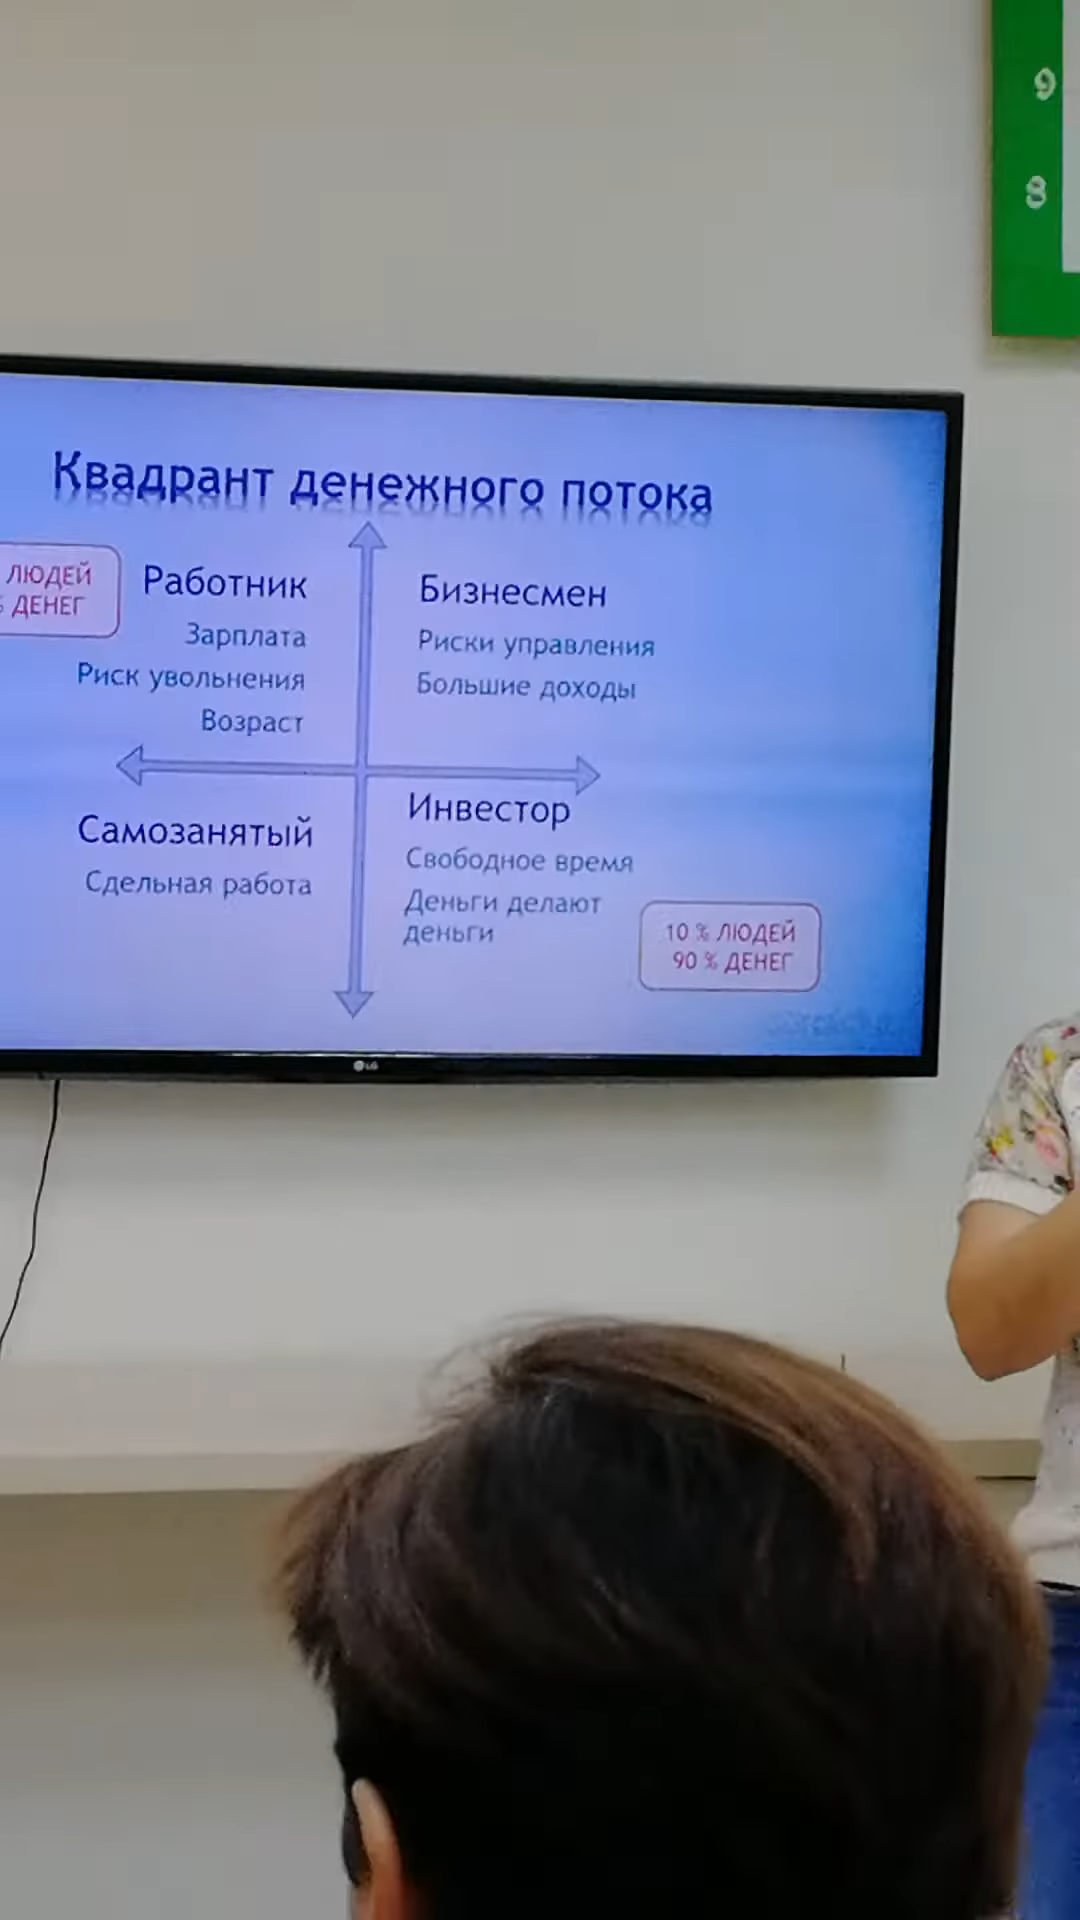 9
8
Квадрант денежного потока
ЛЮДЕЙ
% ДЕНЕГ
Работник
Зарплата
Риск увольнения
Возраст
Бизнесмен
Риски управления
Большие доходы
Самозанятый
Сдельная работа
Инвестор
Свободное время
Деньги делают
деньги
10 % ЛЮДЕЙ
90 % ДЕНЕГ
LG